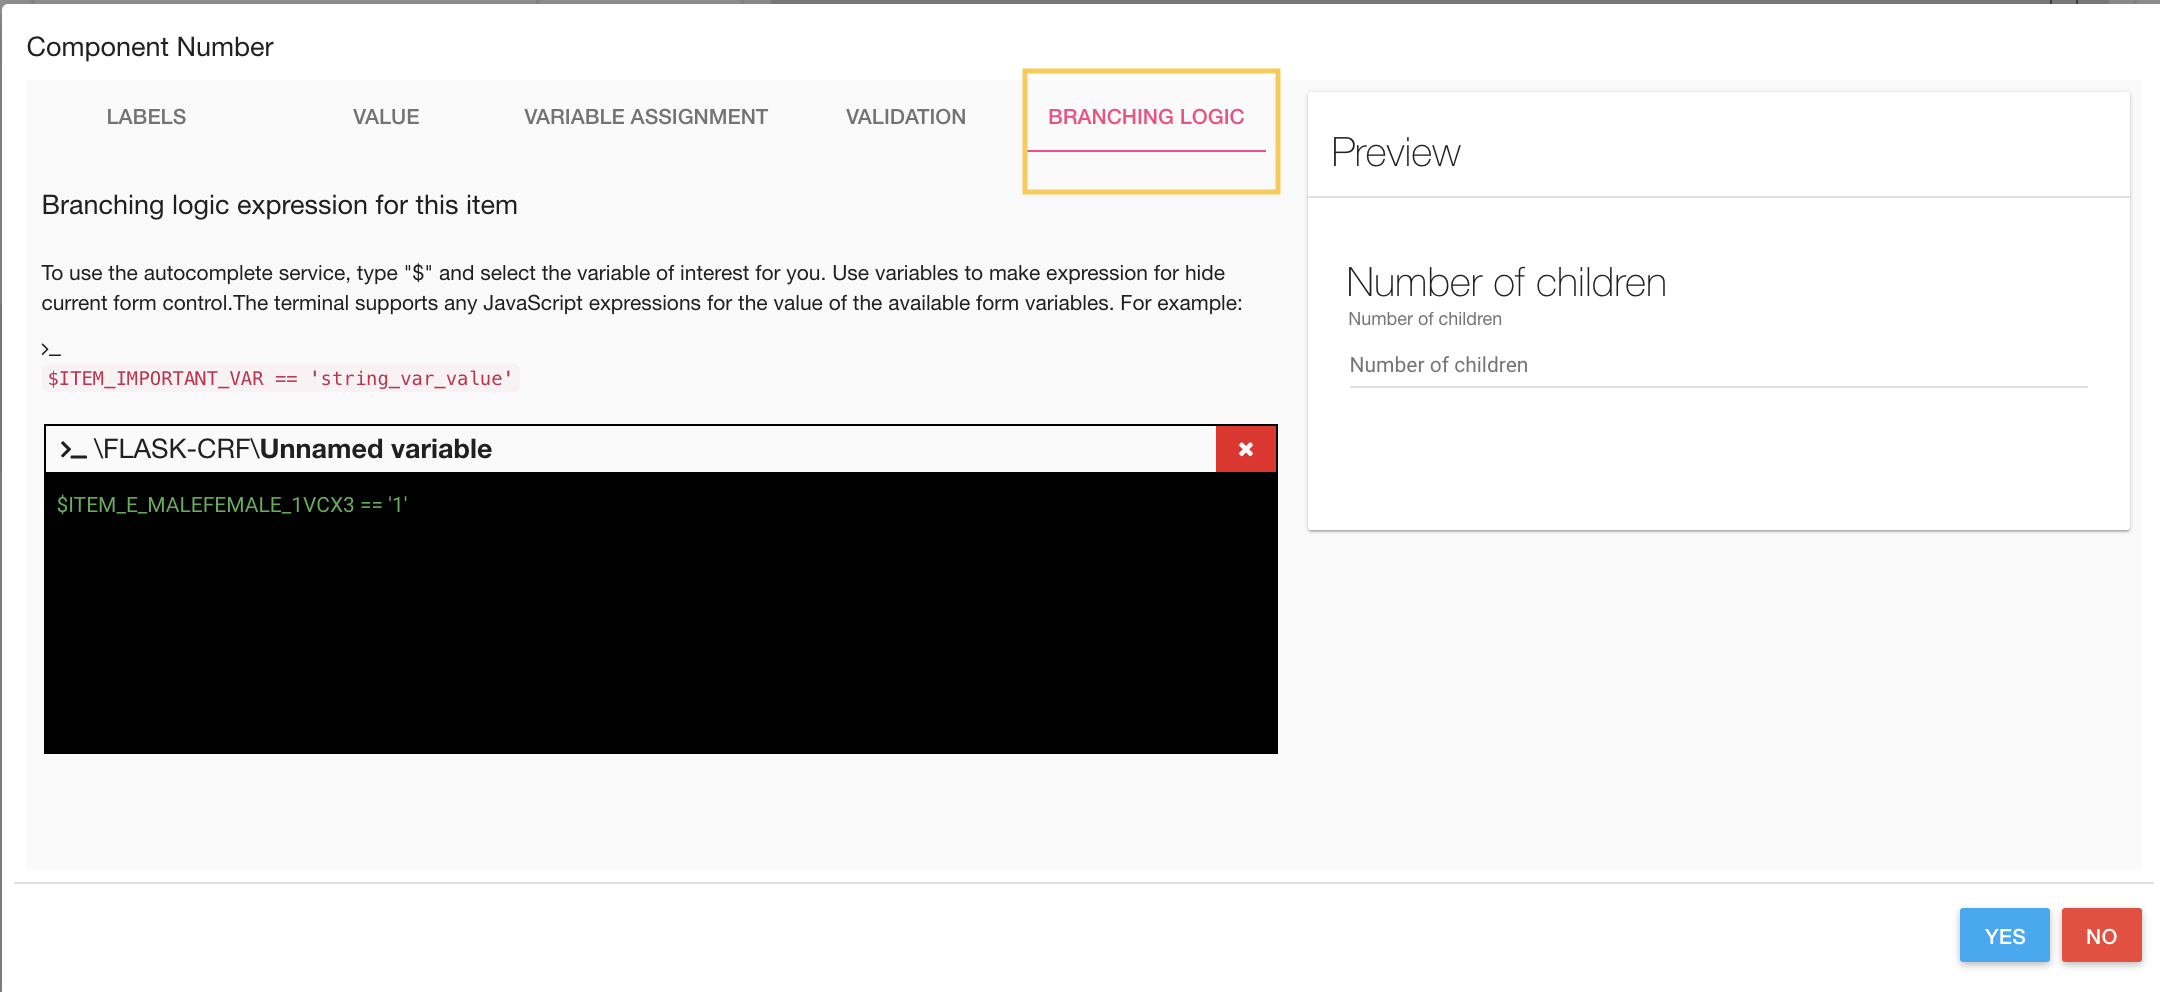 Component Number
LABELS
VALUE
VARIABLE ASSIGNMENT
VALIDATION
BRANCHING LOGIC
Branching logic expression for this item
To use the autocomplete service, type "$" and select the variable of interest for you. Use variables to make expression for hide
current form control.The terminal supports any JavaScript expressions for the value of the available form variables. For example:
>_
$ITEM_IMPORTANT_VAR == 'string_var_value'
>_ \FLASK-CRF\Unnamed variable
$ITEM_E_MALEFEMALE_1VCX3 == '1'
Preview
Number of children
Number of children
Number of children
YES
NO